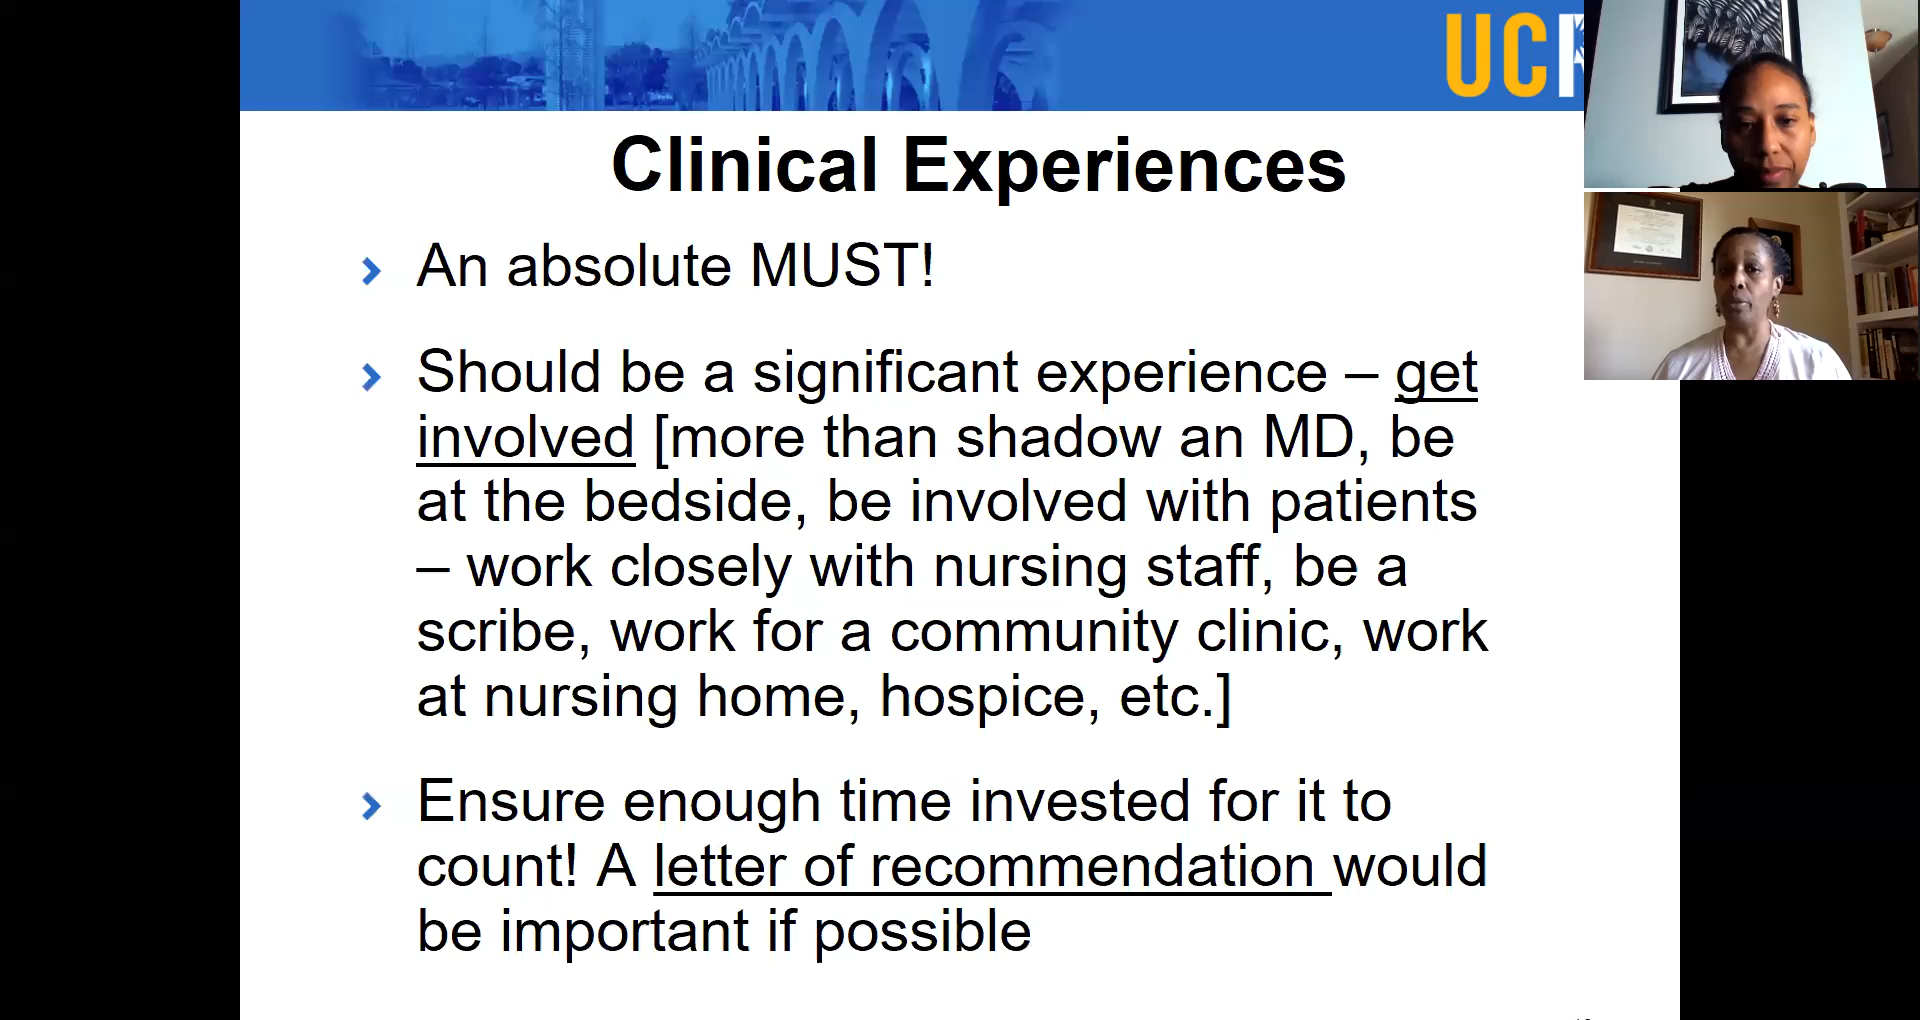 UC
Clinical Experiences
An absolute MUST!
Should be a significant experience – get
involved [more than shadow an MD, be
at the bedside, be involved with patients
– work closely with nursing staff, be a
scribe, work for a community clinic, work
at nursing home, hospice, etc.]
Ensure enough time invested for it to
count! A letter of recommendation would
be important if possible